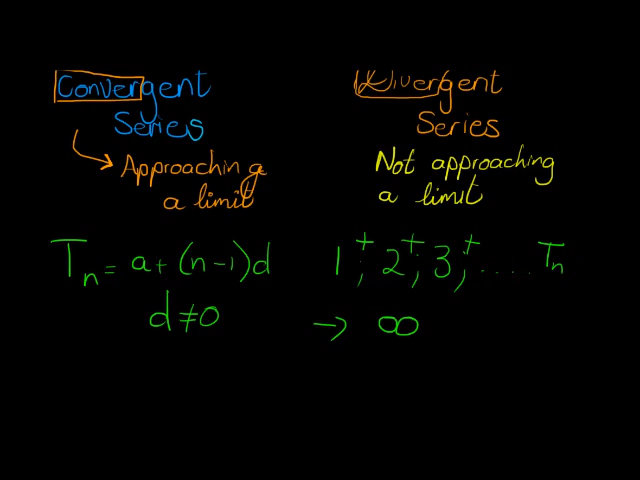 Convergent
Series
Approaching
a limit
Divergent
Series
Not approaching
a limit
Tn = a + (n-1)d
d ≠ 0
1 + ; 2 + ; 3 + ; ..... Tn
→ ∞